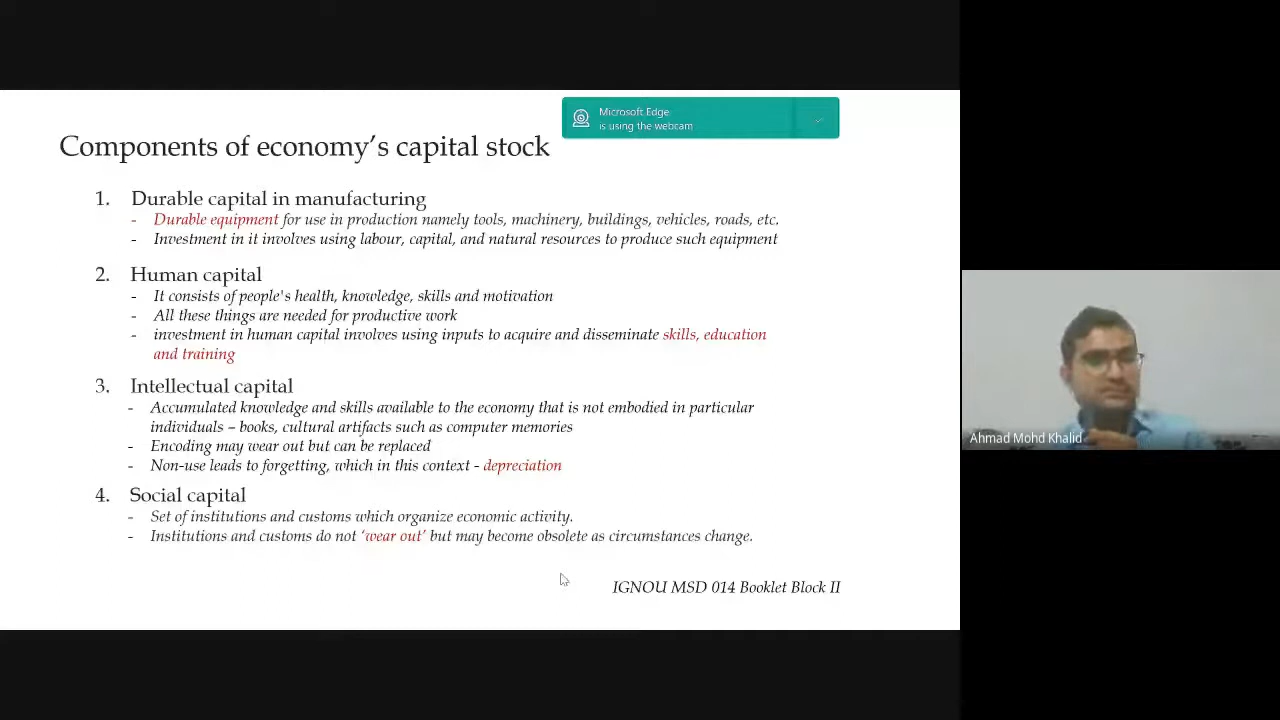 Microsoft Edge
is using the webcam
Components of economy's capital stock
1. Durable capital in manufacturing
- Durable equipment for use in production namely tools, machinery, buildings, vehicles, roads, etc.
- Investment in it involves using labour, capital, and natural resources to produce such equipment
2. Human capital
- It consists of people's health, knowledge, skills and motivation
- All these things are needed for productive work
- investment in human capital involves using inputs to acquire and disseminate skills, education
and training
3. Intellectual capital
- Accumulated knowledge and skills available to the economy that is not embodied in particular
individuals – books, cultural artifacts such as computer memories
- Encoding may wear out but can be replaced
- Non-use leads to forgetting, which in this context - depreciation
4. Social capital
- Set of institutions and customs which organize economic activity.
- Institutions and customs do not 'wear out' but may become obsolete as circumstances change.
IGNOU MSD 014 Booklet Block II
Ahmad Mohd Khalid